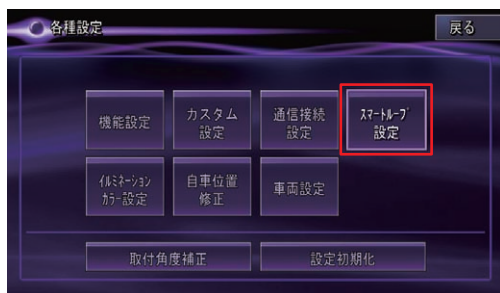 各種設定
戻る
機能設定
カスタム
設定
通信接続
設定
ｽﾏｰﾄﾙｰﾌﾟ
設定
ｲﾙﾐﾈｰｼｮﾝ
ｶﾗｰ設定
自車位置
修正
車両設定
取付角度補正
設定初期化